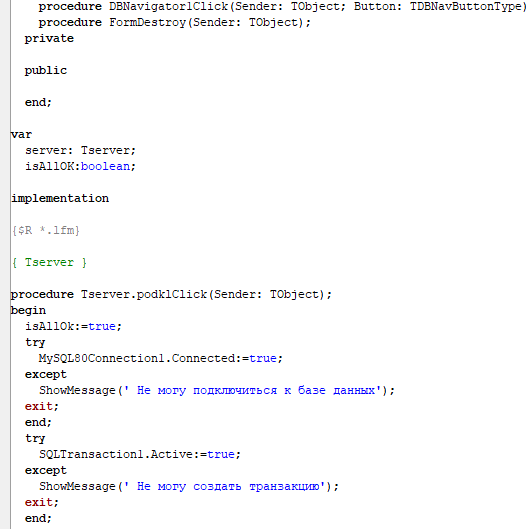 procedure DBNavigator1Click(Sender: TObject; Button: TDBNavButtonType)
procedure FormDestroy(Sender: TObject);
private
public
end;
var
server: Tserver;
isAllOK:boolean;
implementation
{$R *.lfm}
{ Tserver }
procedure Tserver.podklClick(Sender: TObject);
begin
isAllOk:=true;
try
MySQL80Connection1.Connected:=true;
except
ShowMessage(' Не могу подключиться к базе данных');
exit;
end;
try
SQLTransaction1.Active:=true;
except
ShowMessage(' Не могу создать транзакцию');
exit;
end;